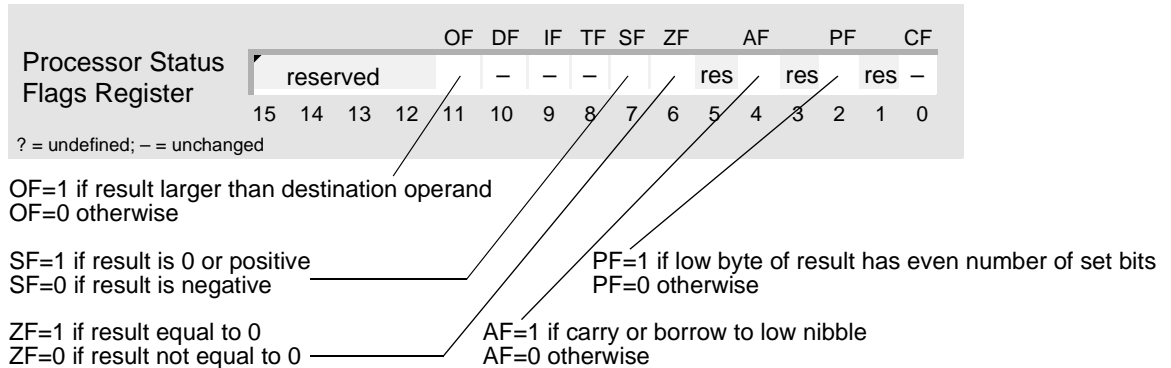 OF DF IF TF SF ZF AF PF CF
Processor Status
Flags Register
reserved – – – res res res –
15 14 13 12 11 10 9 8 7 6 5 4 3 2 1 0
? = undefined; – = unchanged
OF=1 if result larger than destination operand
OF=0 otherwise
SF=1 if result is 0 or positive
SF=0 if result is negative
PF=1 if low byte of result has even number of set bits
PF=0 otherwise
ZF=1 if result equal to 0
ZF=0 if result not equal to 0
AF=1 if carry or borrow to low nibble
AF=0 otherwise